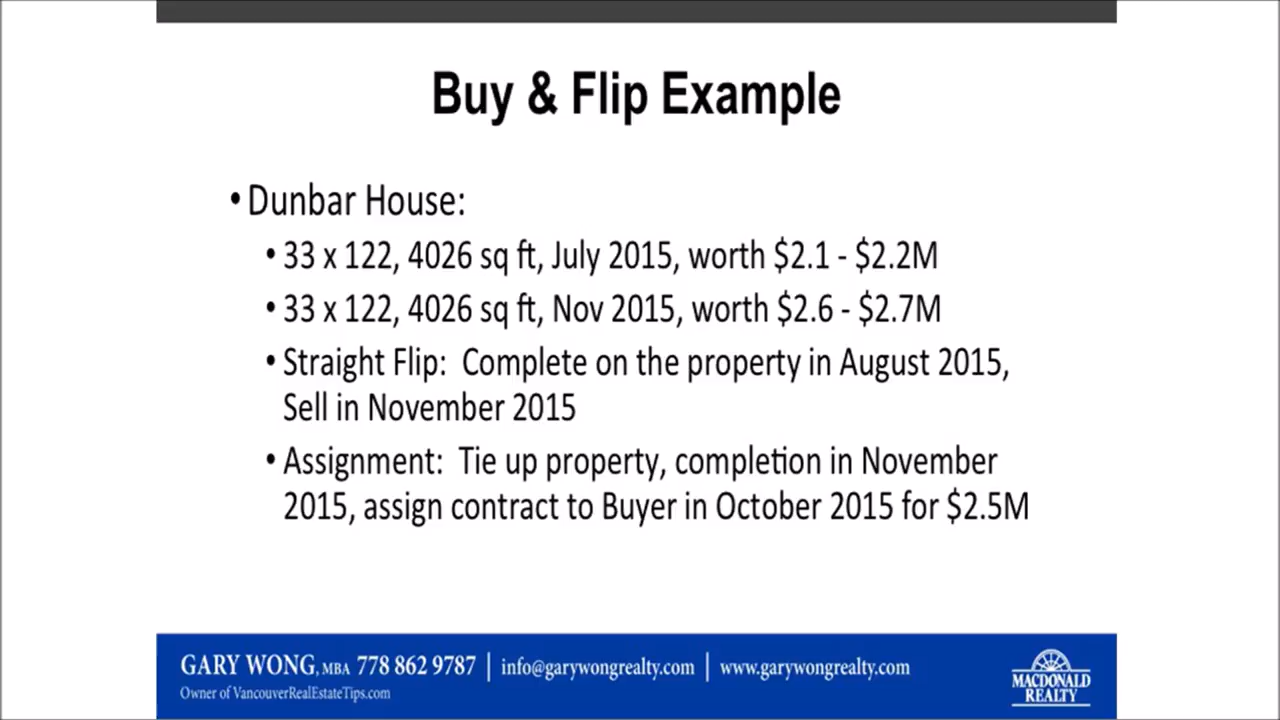 Buy & Flip Example
• Dunbar House:
• 33 x 122, 4026 sq ft, July 2015, worth $2.1 - $2.2M
• 33 x 122, 4026 sq ft, Nov 2015, worth $2.6 - $2.7M
• Straight Flip:  Complete on the property in August 2015,
Sell in November 2015
• Assignment:  Tie up property, completion in November
2015, assign contract to Buyer in October 2015 for $2.5M
GARY WONG, MBA 778 862 9787 | info@garywongrealty.com | www.garywongrealty.com
Owner of VancouverRealEstateTips.com
MACDONALD
REALTY